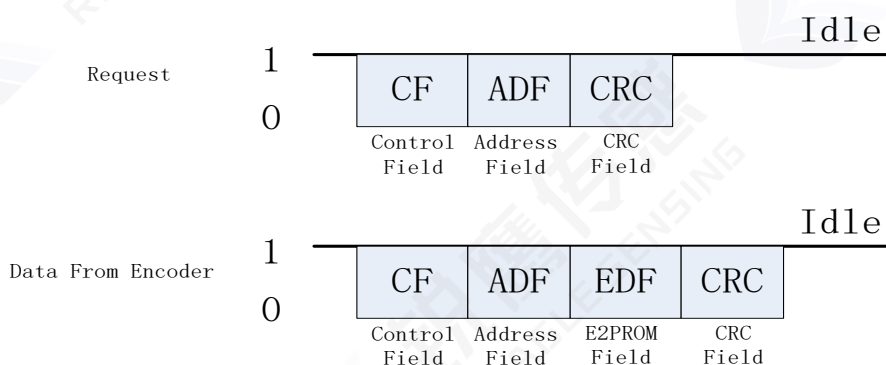 Idle
Request
1
0
CF ADF CRC
Control Address CRC
Field Field Field
Idle
Data From Encoder
1
0
CF ADF EDF CRC
Control Address E2PROM CRC
Field Field Field Field